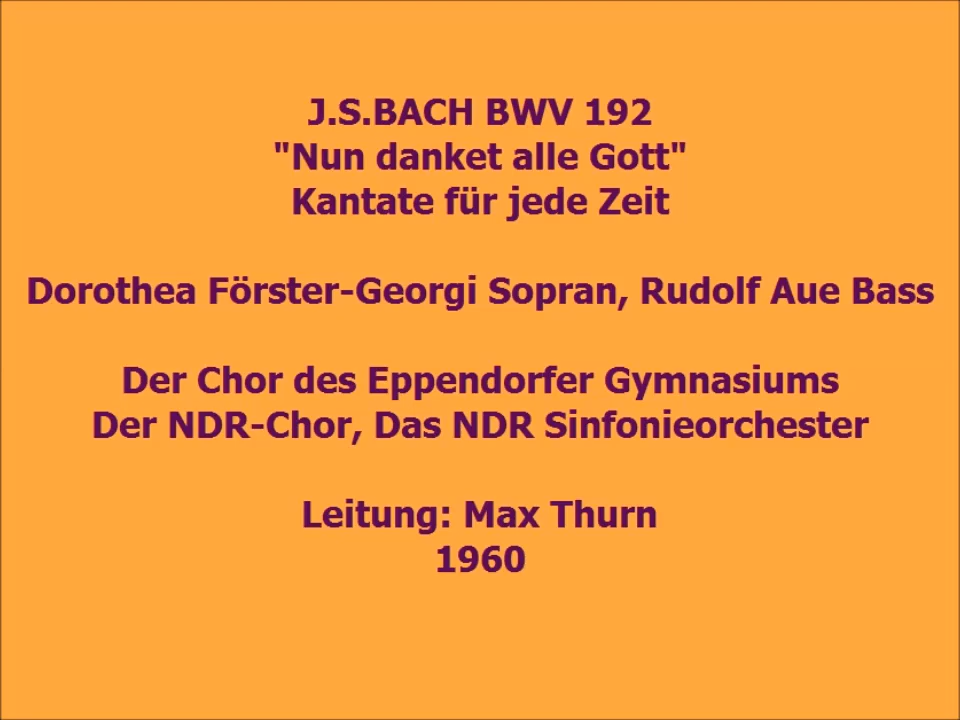 J.S.BACH BWV 192
"Nun danket alle Gott"
Kantate für jede Zeit
Dorothea Förster-Georgi Sopran, Rudolf Aue Bass
Der Chor des Eppendorfer Gymnasiums
Der NDR-Chor, Das NDR Sinfonieorchester
Leitung: Max Thurn
1960